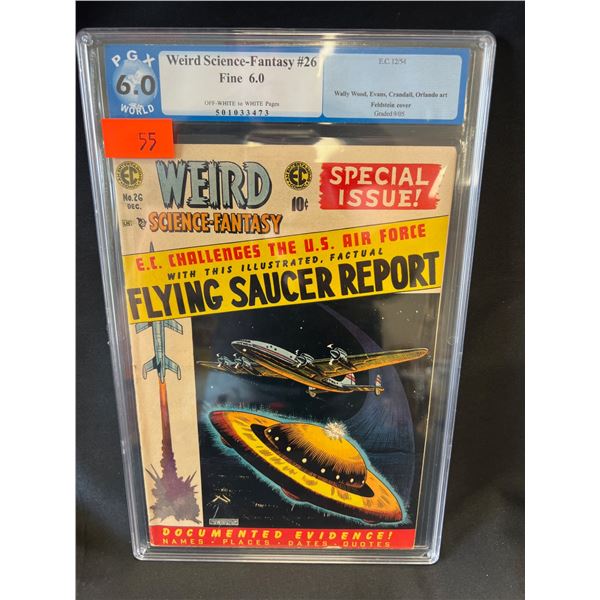 PGX
6.0
WORLD
Weird Science-Fantasy #26
Fine 6.0
OFF-WHITE to WHITE Pages
501033473
E.C. 12/54
Wally Wood, Evans, Crandall, Orlando art
Feldstein cover
Graded 9/05
55
EC
No. 26
DEC.
WEIRD
SCIENCE-FANTASY
EC
10¢
SPECIAL
ISSUE!
E.C. CHALLENGES THE U.S. AIR FORCE
WITH THIS ILLUSTRATED, FACTUAL
FLYING SAUCER REPORT
DOCUMENTED EVIDENCE!
NAMES · PLACES · DATES · QUOTES